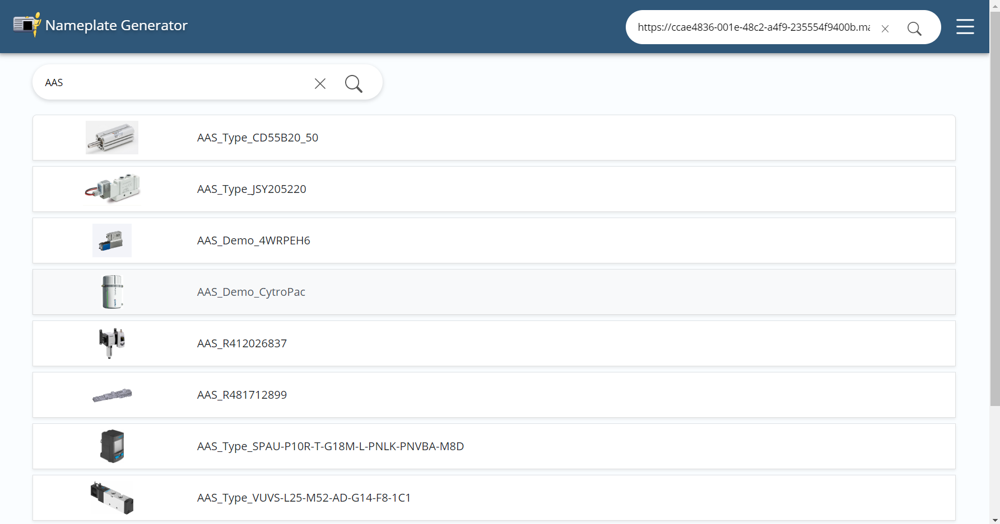 Nameplate Generator
https://ccae4836-001e-48c2-a4f9-235554f9400b.ma
AAS
AAS_Type_CD55B20_50
AAS_Type_JSY205220
AAS_Demo_4WRPEH6
AAS_Demo_CytroPac
AAS_R412026837
AAS_R481712899
AAS_Type_SPAU-P10R-T-G18M-L-PNLK-PNVBA-M8D
AAS_Type_VUVS-L25-M52-AD-G14-F8-1C1